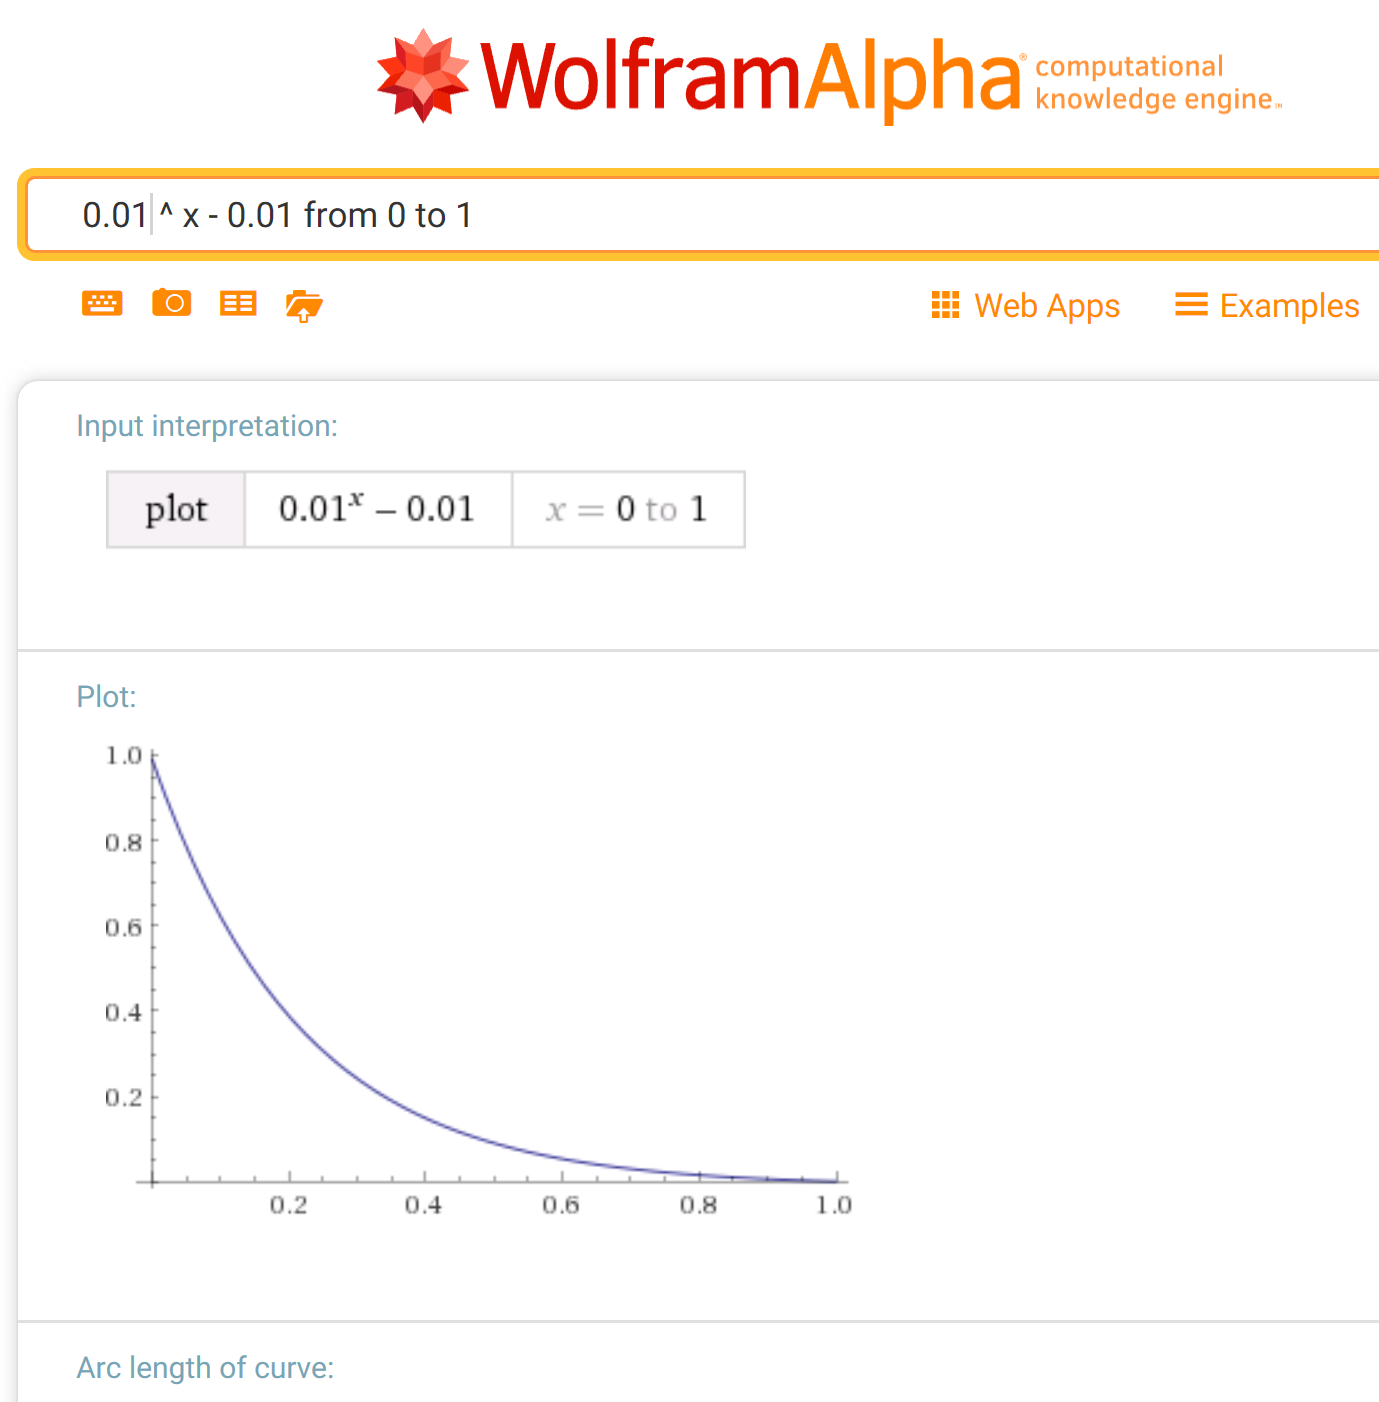 WolframAlpha computational
knowledge engine™
0.01 ^ x - 0.01 from 0 to 1
Web Apps Examples
Input interpretation:
plot 0.01ˣ – 0.01 x = 0 to 1
Plot:
1.0
0.8
0.6
0.4
0.2
0.2 0.4 0.6 0.8 1.0
Arc length of curve: